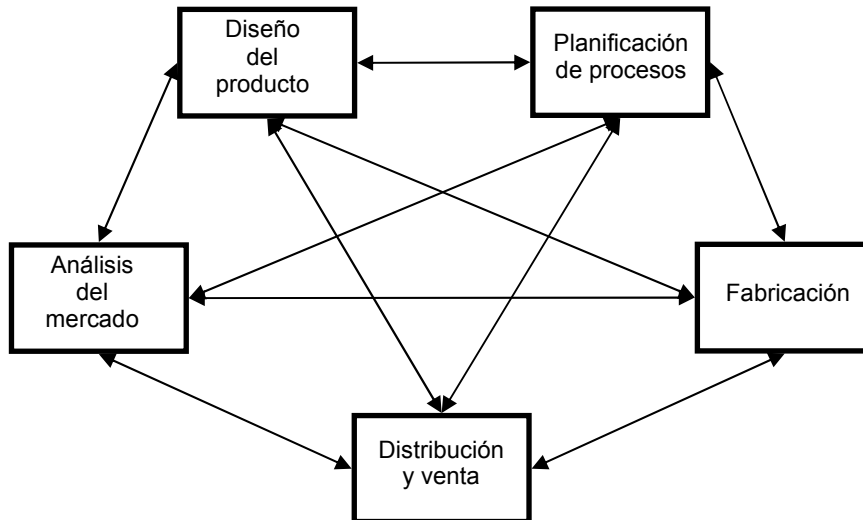 Diseño
del
producto
Planificación
de procesos
Análisis
del
mercado
Fabricación
Distribución
y venta